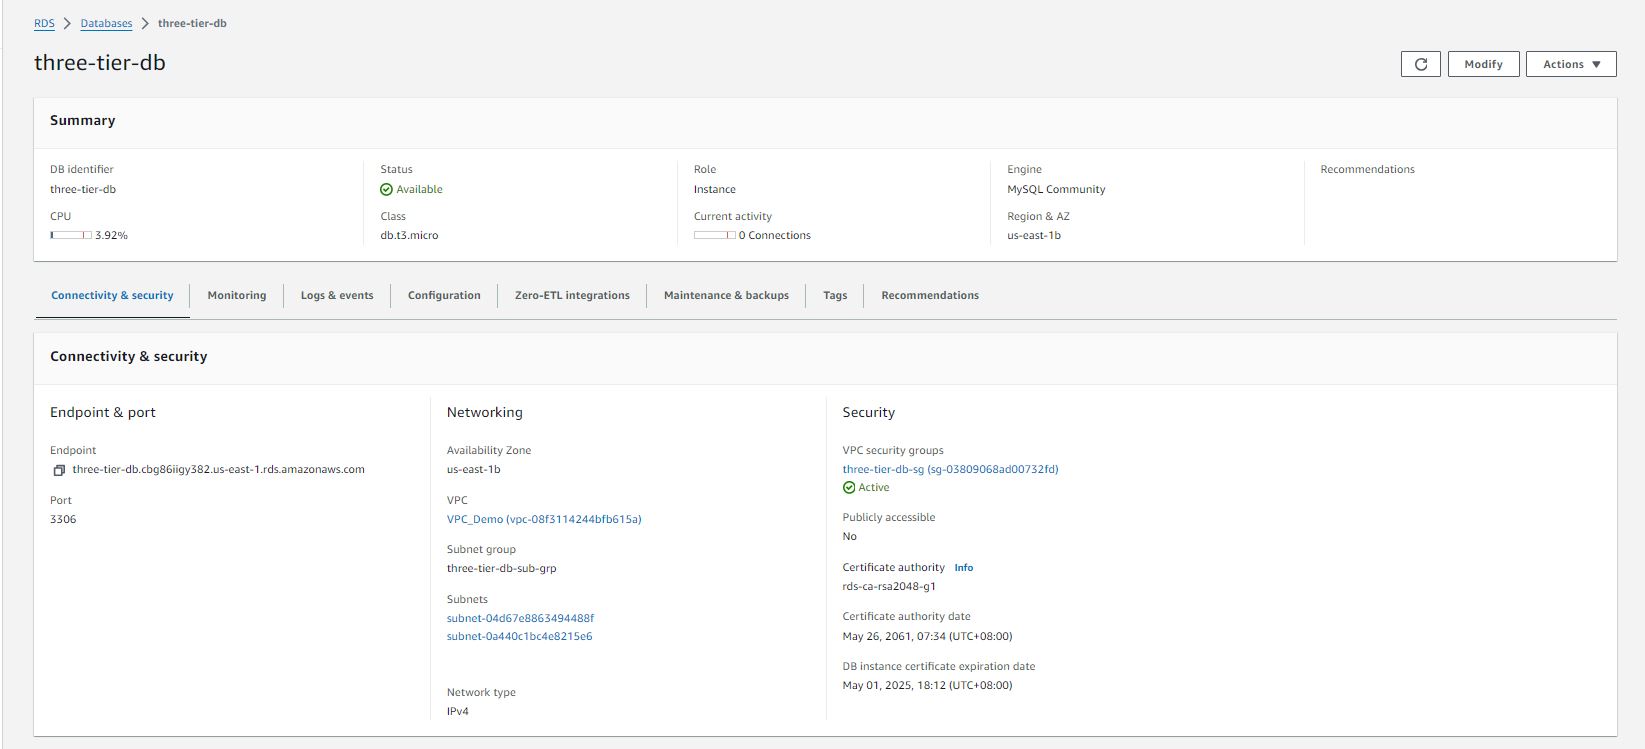 RDS > Databases > three-tier-db
three-tier-db
Modify
Actions
Summary
DB identifier
three-tier-db
Status
Available
Role
Instance
Engine
MySQL Community
Recommendations
CPU
3.92%
Class
db.t3.micro
Current activity
0 Connections
Region & AZ
us-east-1b
Connectivity & security
Monitoring
Logs & events
Configuration
Zero-ETL integrations
Maintenance & backups
Tags
Recommendations
Connectivity & security
Endpoint & port
Endpoint
three-tier-db.cbg86iigy382.us-east-1.rds.amazonaws.com
Port
3306
Networking
Availability Zone
us-east-1b
VPC
VPC_Demo (vpc-08f3114244bfb615a)
Subnet group
three-tier-db-sub-grp
Subnets
subnet-04d67e8863494488f
subnet-0a440c1bc4e8215e6
Network type
IPv4
Security
VPC security groups
three-tier-db-sg (sg-03809068ad00732fd)
Active
Publicly accessible
No
Certificate authority Info
rds-ca-rsa2048-g1
Certificate authority date
May 26, 2061, 07:34 (UTC+08:00)
DB instance certificate expiration date
May 01, 2025, 18:12 (UTC+08:00)